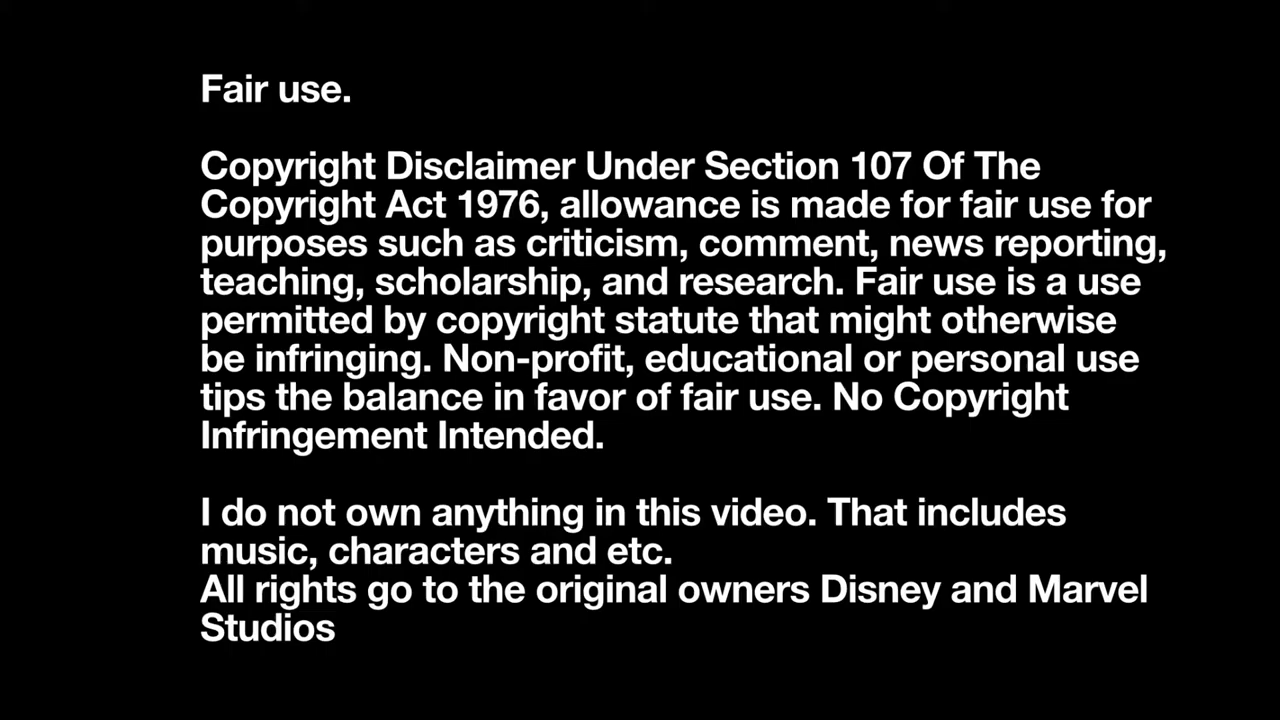 Fair use.
Copyright Disclaimer Under Section 107 Of The
Copyright Act 1976, allowance is made for fair use for
purposes such as criticism, comment, news reporting,
teaching, scholarship, and research. Fair use is a use
permitted by copyright statute that might otherwise
be infringing. Non-profit, educational or personal use
tips the balance in favor of fair use. No Copyright
Infringement Intended.
I do not own anything in this video. That includes
music, characters and etc.
All rights go to the original owners Disney and Marvel
Studios